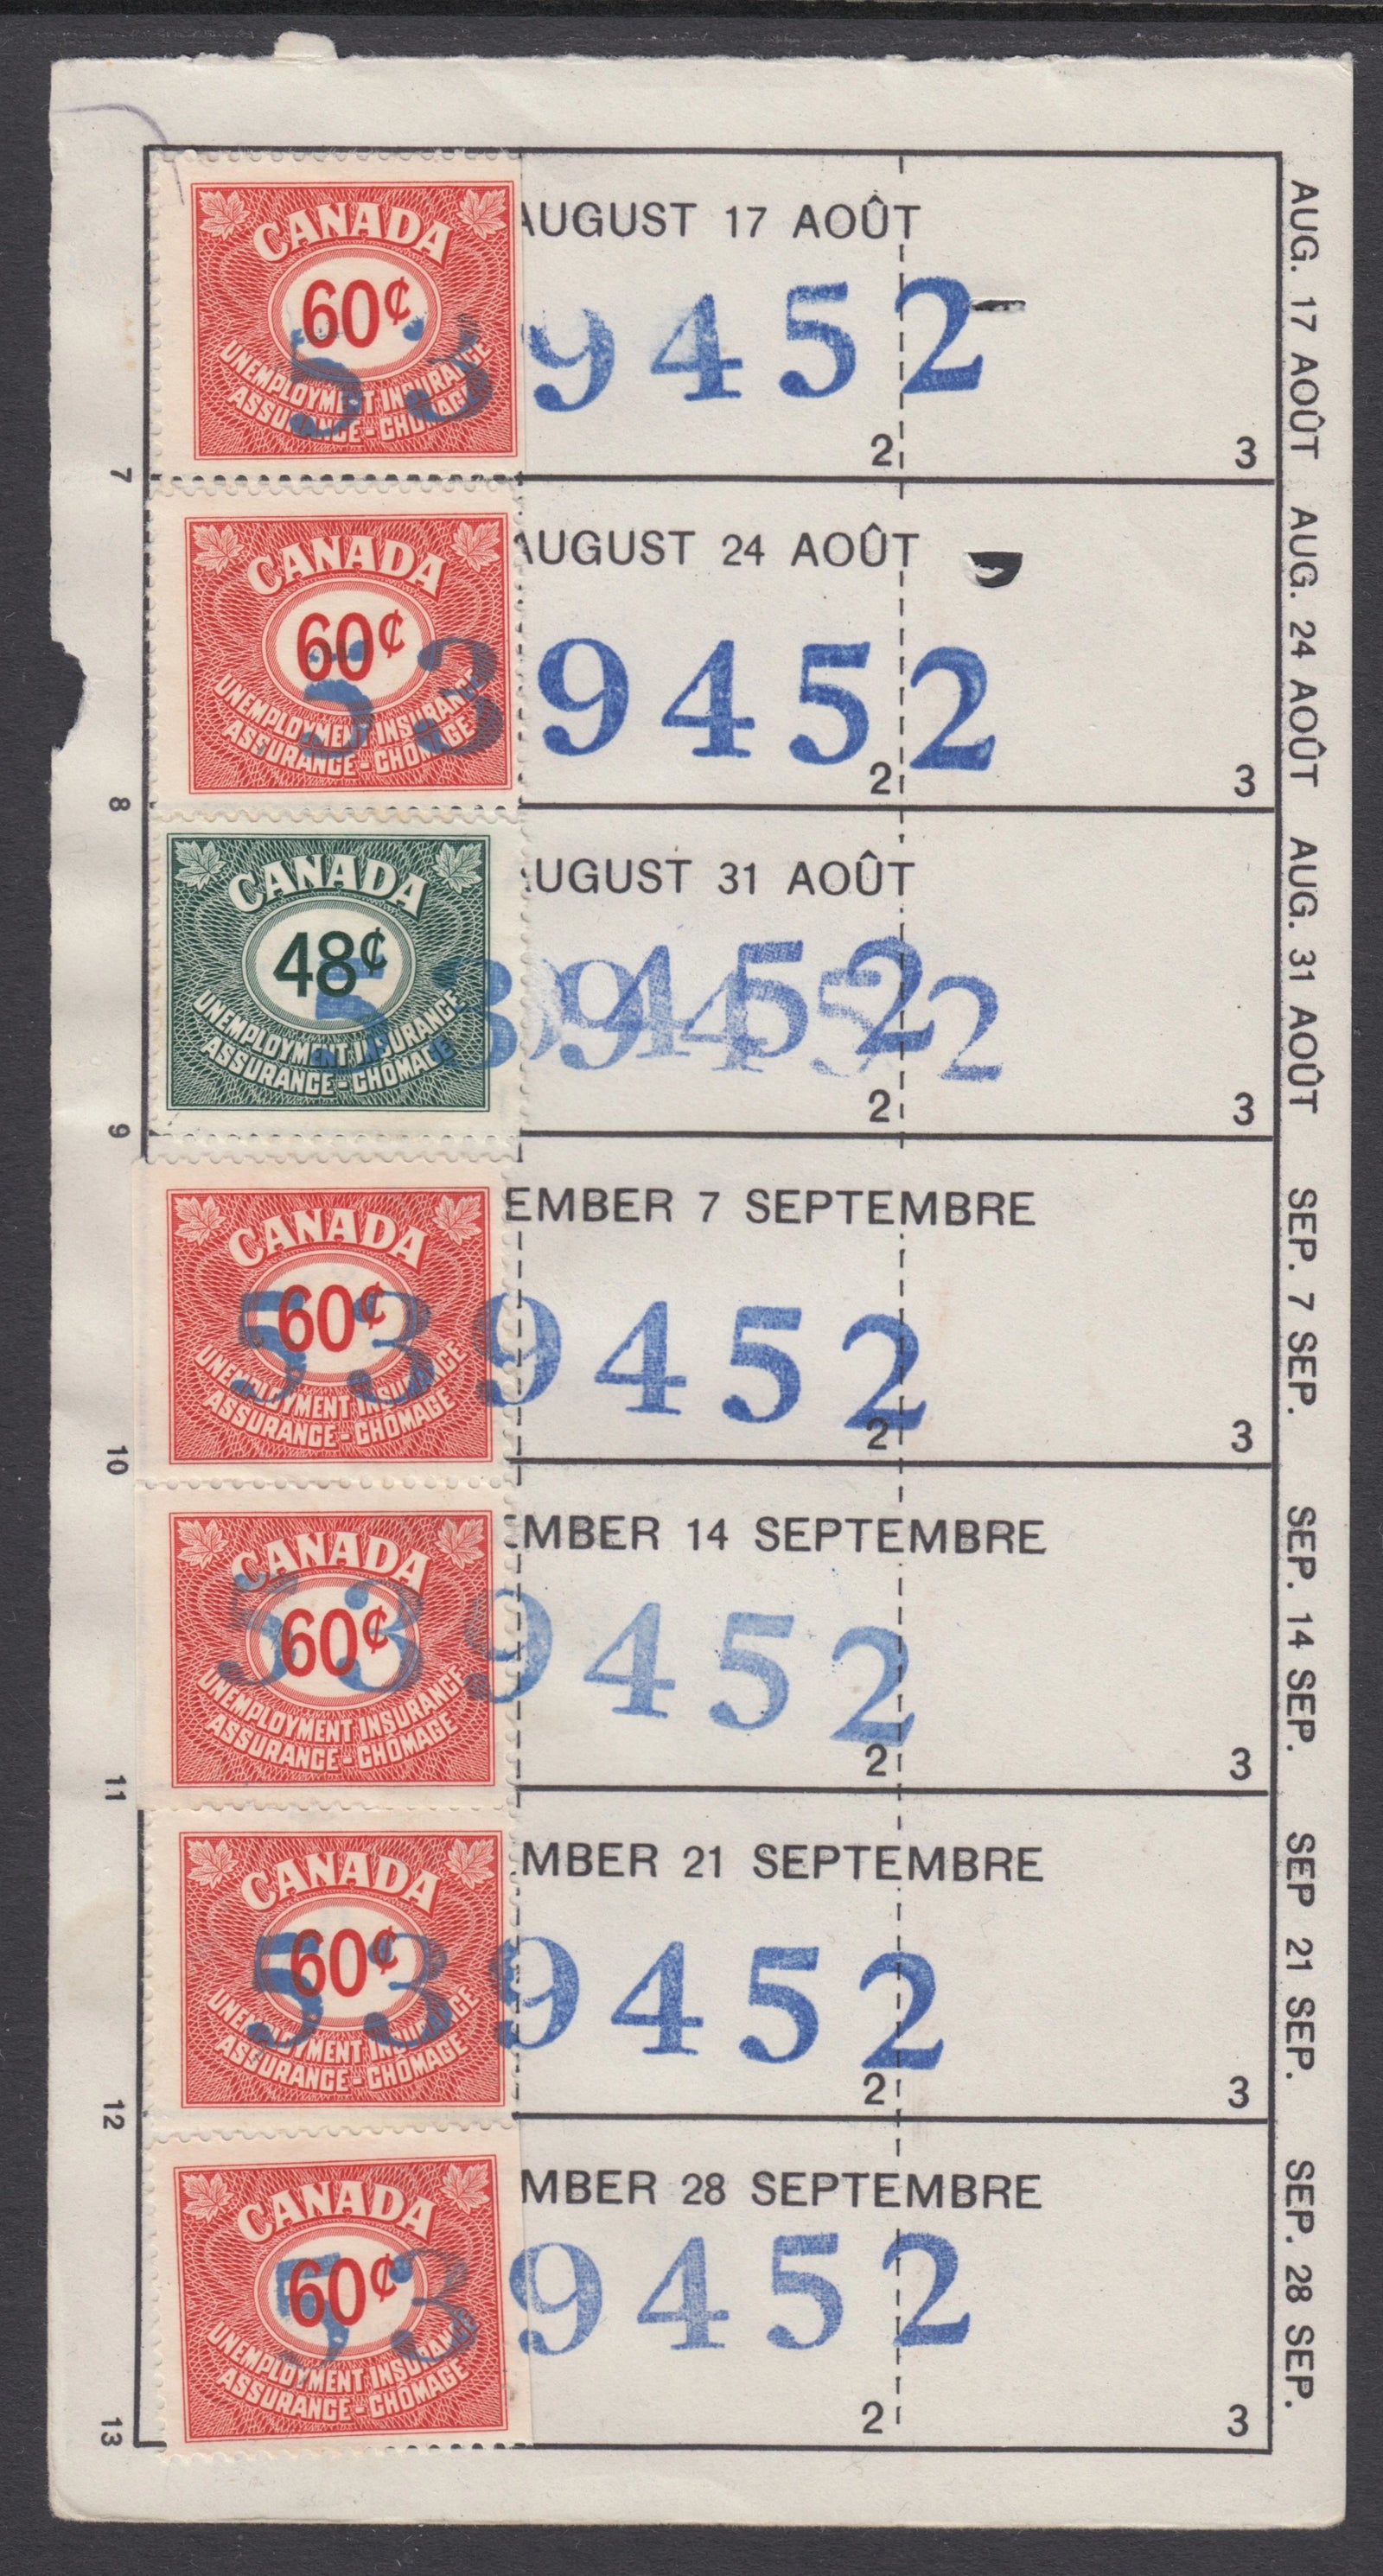 CANADA
60¢
UNEMPLOYMENT INSURANCE
ASSURANCE-CHÔMAGE
AUGUST 17 AOÛT
539452
2
3
AUG. 17 AOÛT
7
CANADA
60¢
UNEMPLOYMENT INSURANCE
ASSURANCE-CHÔMAGE
AUGUST 24 AOÛT
539452
2
3
AUG. 24 AOÛT
8
CANADA
48¢
UNEMPLOYMENT INSURANCE
ASSURANCE-CHÔMAGE
UGUST 31 AOÛT
539452
2
3
AUG. 31 AOÛT
9
CANADA
60¢
UNEMPLOYMENT INSURANCE
ASSURANCE-CHÔMAGE
EMBER 7 SEPTEMBRE
539452
2
3
SEP. 7 SEP.
10
CANADA
60¢
UNEMPLOYMENT INSURANCE
ASSURANCE-CHÔMAGE
EMBER 14 SEPTEMBRE
539452
2
3
SEP. 14 SEP.
11
CANADA
60¢
UNEMPLOYMENT INSURANCE
ASSURANCE-CHÔMAGE
MBER 21 SEPTEMBRE
539452
2
3
SEP 21 SEP.
12
CANADA
60¢
UNEMPLOYMENT INSURANCE
ASSURANCE-CHÔMAGE
MBER 28 SEPTEMBRE
539452
2
3
SEP. 28 SEP.
13